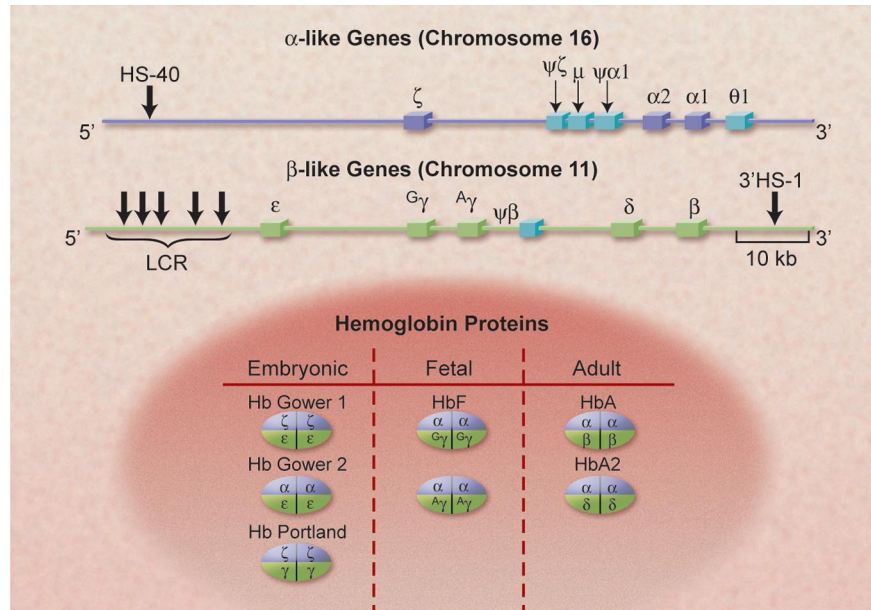 α-like Genes (Chromosome 16)
HS-40
ζ
ψζ
μ
ψα1
α2
α1
θ1
5’
3’
β-like Genes (Chromosome 11)
3’HS-1
ε
Gγ
Aγ
ψβ
δ
β
5’
3’
LCR
10 kb
Hemoglobin Proteins
Embryonic
Fetal
Adult
Hb Gower 1
HbF
HbA
ζ ζ
α α
α α
ε ε
Gγ Gγ
β β
Hb Gower 2
HbA2
α α
α α
α α
ε ε
Aγ Aγ
δ δ
Hb Portland
ζ ζ
γ γ